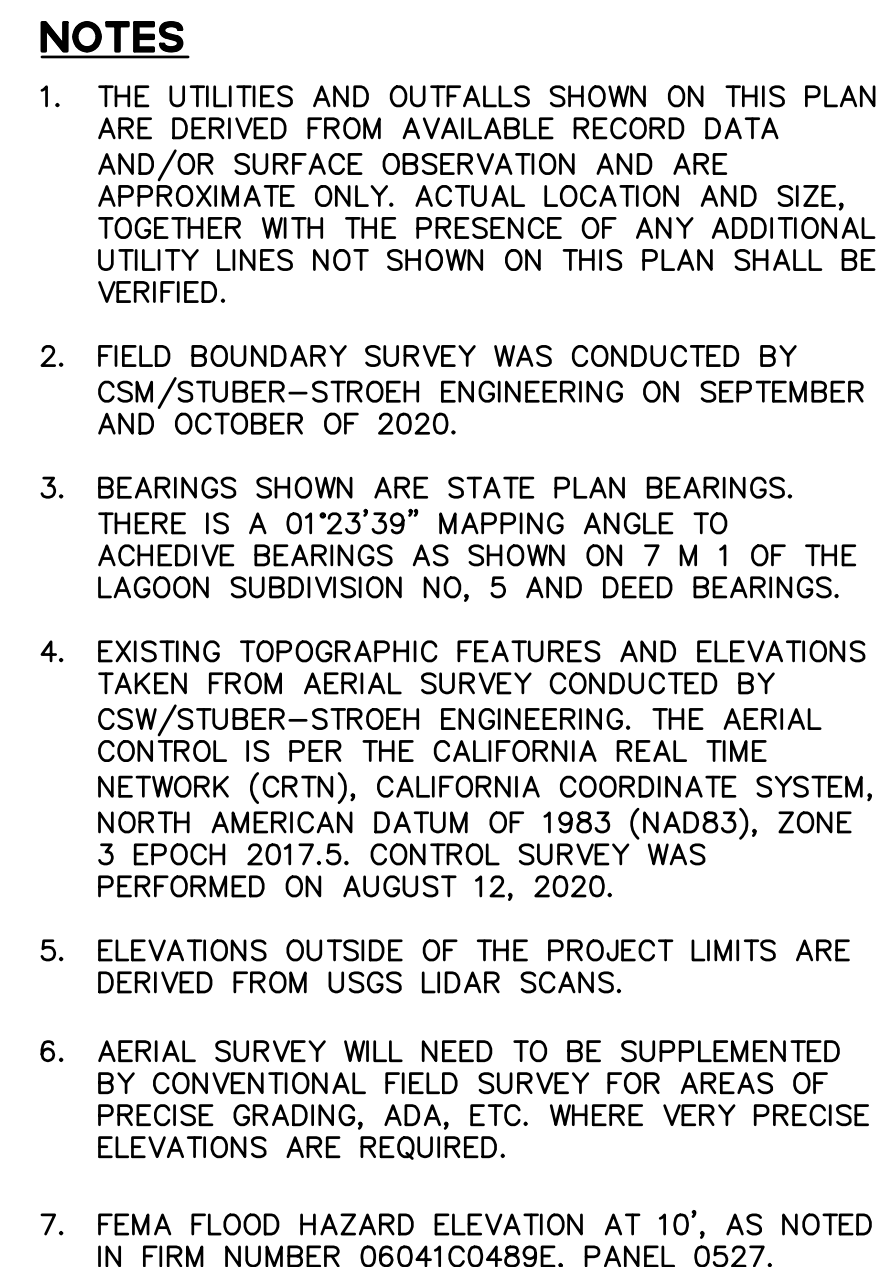 NOTES
1. THE UTILITIES AND OUTFALLS SHOWN ON THIS PLAN
ARE DERIVED FROM AVAILABLE RECORD DATA
AND/OR SURFACE OBSERVATION AND ARE
APPROXIMATE ONLY. ACTUAL LOCATION AND SIZE,
TOGETHER WITH THE PRESENCE OF ANY ADDITIONAL
UTILITY LINES NOT SHOWN ON THIS PLAN SHALL BE
VERIFIED.
2. FIELD BOUNDARY SURVEY WAS CONDUCTED BY
CSM/STUBER-STROEH ENGINEERING ON SEPTEMBER
AND OCTOBER OF 2020.
3. BEARINGS SHOWN ARE STATE PLAN BEARINGS.
THERE IS A 01°23'39" MAPPING ANGLE TO
ACHEDIVE BEARINGS AS SHOWN ON 7 M 1 OF THE
LAGOON SUBDIVISION NO, 5 AND DEED BEARINGS.
4. EXISTING TOPOGRAPHIC FEATURES AND ELEVATIONS
TAKEN FROM AERIAL SURVEY CONDUCTED BY
CSW/STUBER-STROEH ENGINEERING. THE AERIAL
CONTROL IS PER THE CALIFORNIA REAL TIME
NETWORK (CRTN), CALIFORNIA COORDINATE SYSTEM,
NORTH AMERICAN DATUM OF 1983 (NAD83), ZONE
3 EPOCH 2017.5. CONTROL SURVEY WAS
PERFORMED ON AUGUST 12, 2020.
5. ELEVATIONS OUTSIDE OF THE PROJECT LIMITS ARE
DERIVED FROM USGS LIDAR SCANS.
6. AERIAL SURVEY WILL NEED TO BE SUPPLEMENTED
BY CONVENTIONAL FIELD SURVEY FOR AREAS OF
PRECISE GRADING, ADA, ETC. WHERE VERY PRECISE
ELEVATIONS ARE REQUIRED.
7. FEMA FLOOD HAZARD ELEVATION AT 10', AS NOTED
IN FIRM NUMBER 06041C0489E, PANEL 0527.